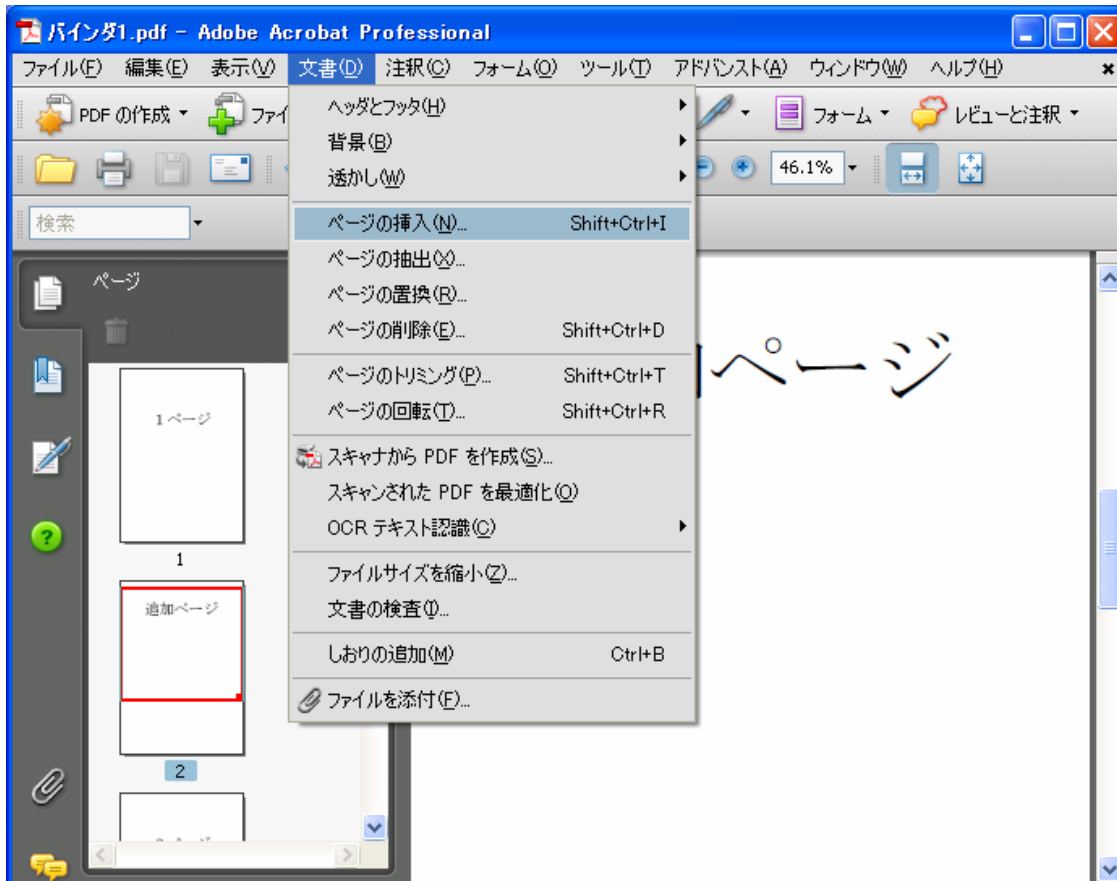 バインダ1.pdf - Adobe Acrobat Professional
ファイル(F) 編集(E) 表示(V) 文書(D) 注釈(C) フォーム(O) ツール(T) アドバンスト(A) ウィンドウ(W) ヘルプ(H)
PDF の作成 ファイ フォーム レビューと注釈
46.1%
検索
ヘッダとフッタ(H)
背景(B)
透かし(W)
ページの挿入(N)... Shift+Ctrl+I
ページの抽出(X)...
ページの置換(R)...
ページの削除(E)... Shift+Ctrl+D
ページのトリミング(P)... Shift+Ctrl+T
ページの回転(T)... Shift+Ctrl+R
スキャナから PDF を作成(S)...
スキャンされた PDF を最適化(O)
OCR テキスト認識(C)
ファイルサイズを縮小(Z)...
文書の検査(I)...
しおりの追加(M) Ctrl+B
ファイルを添付(F)...
ページ
1ページ
1
追加ページ
2
ページ